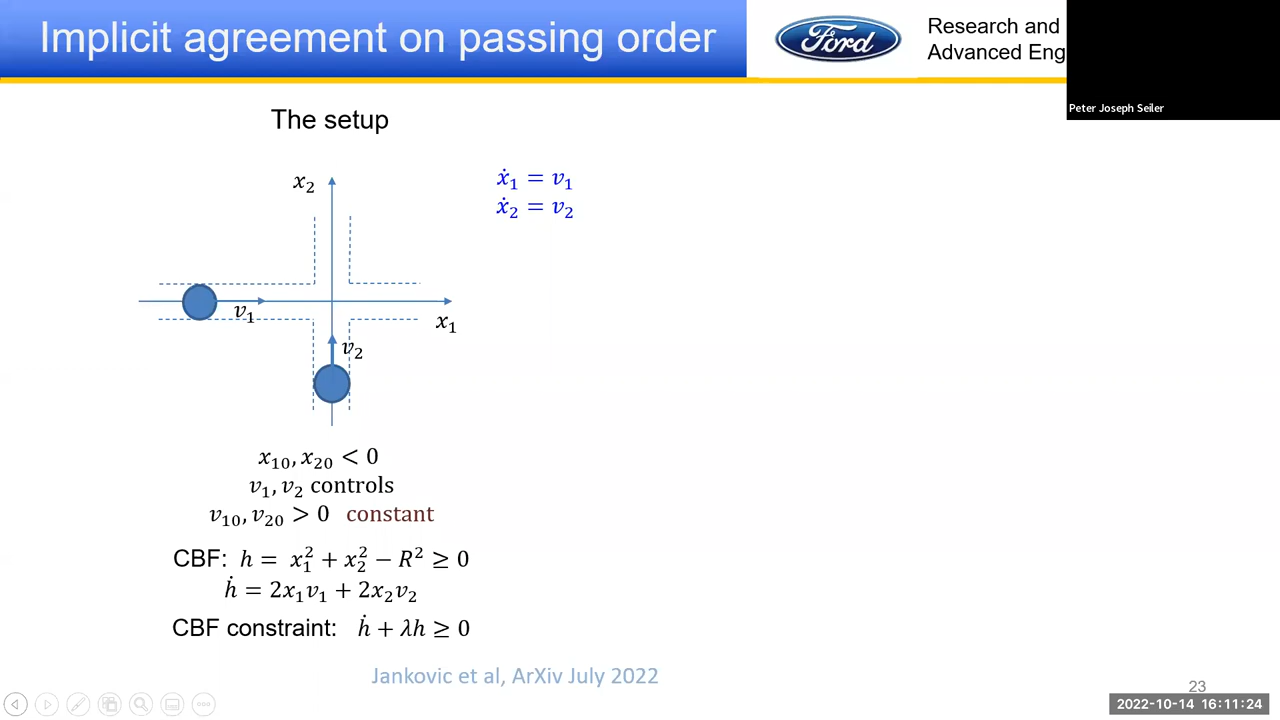 Implicit agreement on passing order
Ford
Research and
Advanced Eng
Peter Joseph Seiler
The setup
x₂
ẋ₁ = v₁
ẋ₂ = v₂
v₁
x₁
v₂
x₁₀, x₂₀ < 0
v₁, v₂ controls
v₁₀, v₂₀ > 0 constant
CBF: h = x₁² + x₂² − R² ≥ 0
ḣ = 2x₁v₁ + 2x₂v₂
CBF constraint: ḣ + λh ≥ 0
Jankovic et al, ArXiv July 2022
23
2022-10-14 16:11:24